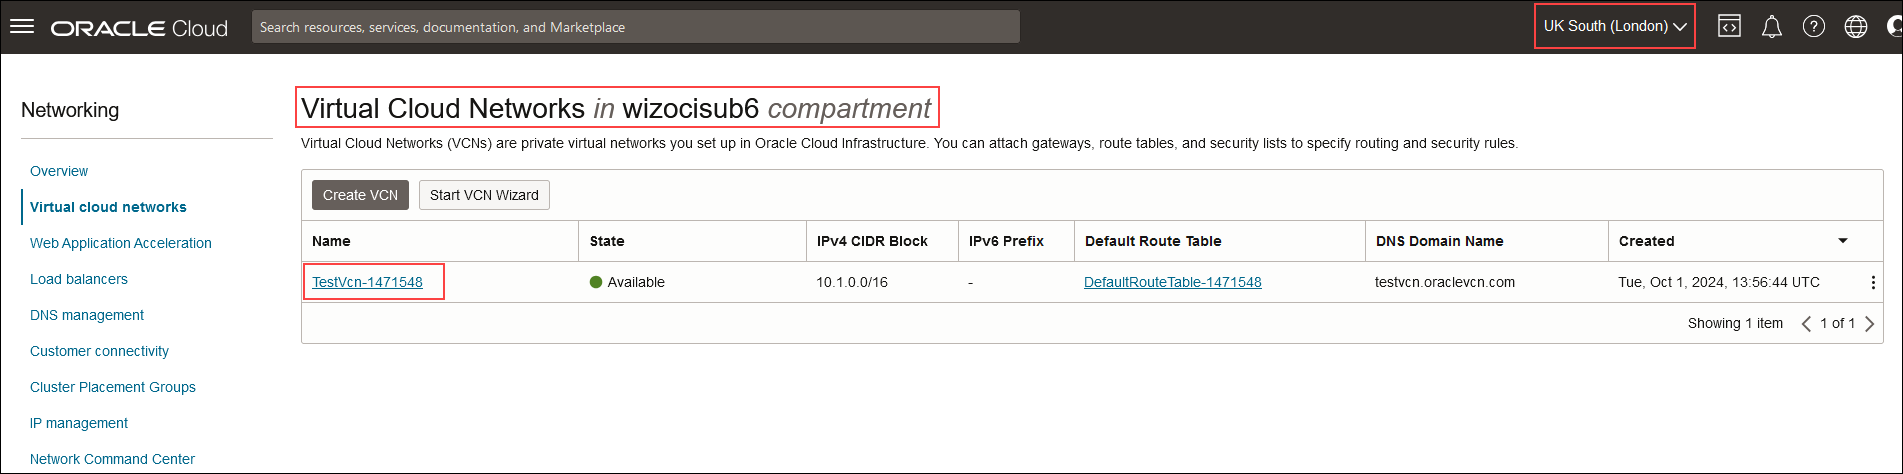 ORACLE Cloud
Search resources, services, documentation, and Marketplace
UK South (London)
Networking
Overview
Virtual cloud networks
Web Application Acceleration
Load balancers
DNS management
Customer connectivity
Cluster Placement Groups
IP management
Network Command Center
Virtual Cloud Networks in wizocisub6 compartment
Virtual Cloud Networks (VCNs) are private virtual networks you set up in Oracle Cloud Infrastructure. You can attach gateways, route tables, and security lists to specify routing and security rules.
Create VCN Start VCN Wizard
Name State IPv4 CIDR Block IPv6 Prefix Default Route Table DNS Domain Name Created
TestVcn-1471548 Available 10.1.0.0/16 - DefaultRouteTable-1471548 testvcn.oraclevcn.com Tue, Oct 1, 2024, 13:56:44 UTC
Showing 1 item 1 of 1